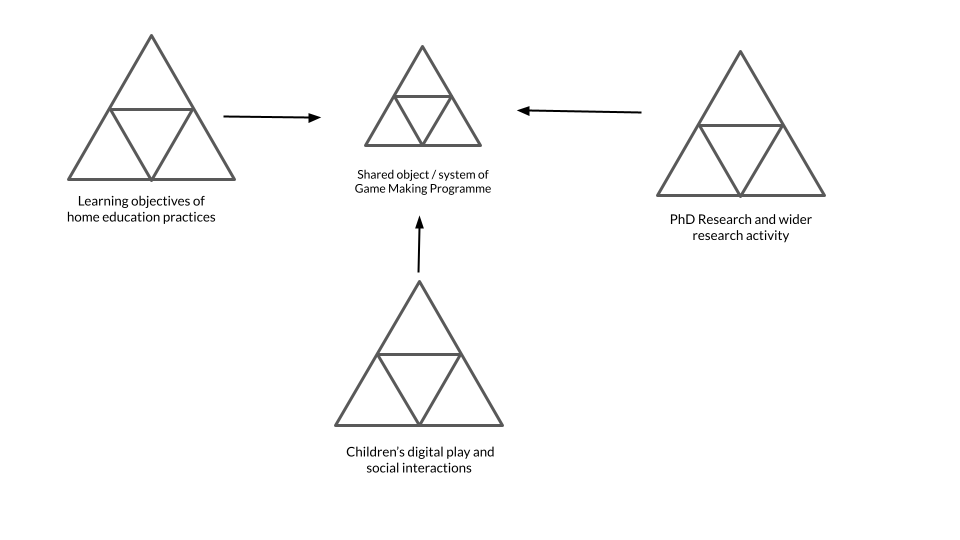 Learning objectives of
home education practices
Shared object / system of
Game Making Programme
PhD Research and wider
research activity
Children's digital play and
social interactions